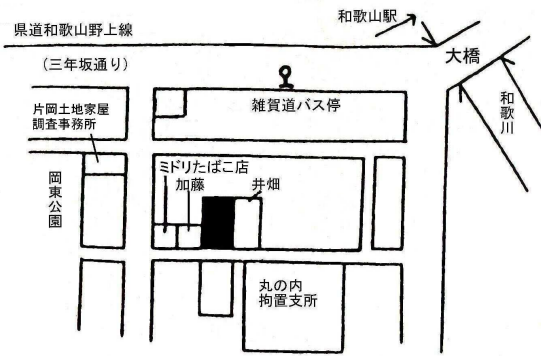 県道和歌山野上線
和歌山駅
大橋
(三年坂通り)
雑賀道バス停
和歌川
片岡土地家屋
調査事務所
ミドリたばこ店
加藤
井畑
岡東公園
丸の内
拘置支所